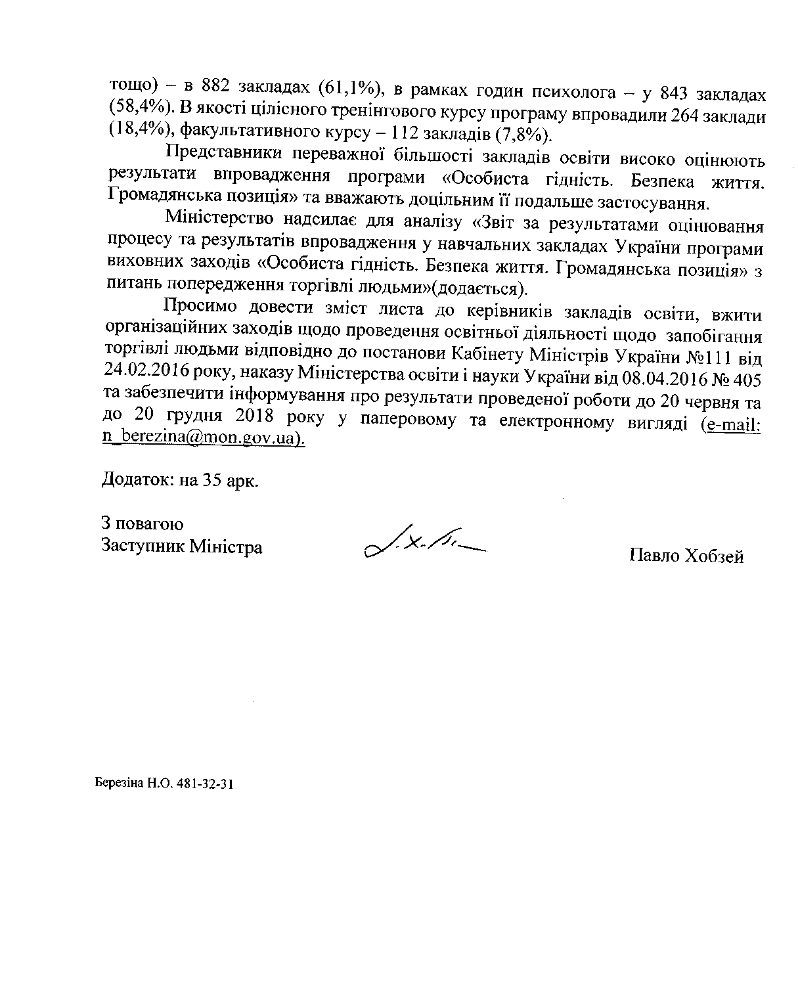 тощо) – в 882 закладах (61,1%), в рамках годин психолога – у 843 закладах
(58,4%). В якості цілісного тренінгового курсу програму впровадили 264 заклади
(18,4%), факультативного курсу – 112 закладів (7,8%).
Представники переважної більшості закладів освіти високо оцінюють
результати впровадження програми «Особиста гідність. Безпека життя.
Громадянська позиція» та вважають доцільним її подальше застосування.
Міністерство надсилає для аналізу «Звіт за результатами оцінювання
процесу та результатів впровадження у навчальних закладах України програми
виховних заходів «Особиста гідність. Безпека життя. Громадянська позиція» з
питань попередження торгівлі людьми»(додається).
Просимо довести зміст листа до керівників закладів освіти, вжити
організаційних заходів щодо проведення освітньої діяльності щодо запобігання
торгівлі людьми відповідно до постанови Кабінету Міністрів України №111 від
24.02.2016 року, наказу Міністерства освіти і науки України від 08.04.2016 № 405
та забезпечити інформування про результати проведеної роботи до 20 червня та
до 20 грудня 2018 року у паперовому та електронному вигляді (e-mail:
n_berezina@mon.gov.ua).
Додаток: на 35 арк.
З повагою
Заступник Міністра
Павло Хобзей
Березіна Н.О. 481-32-31